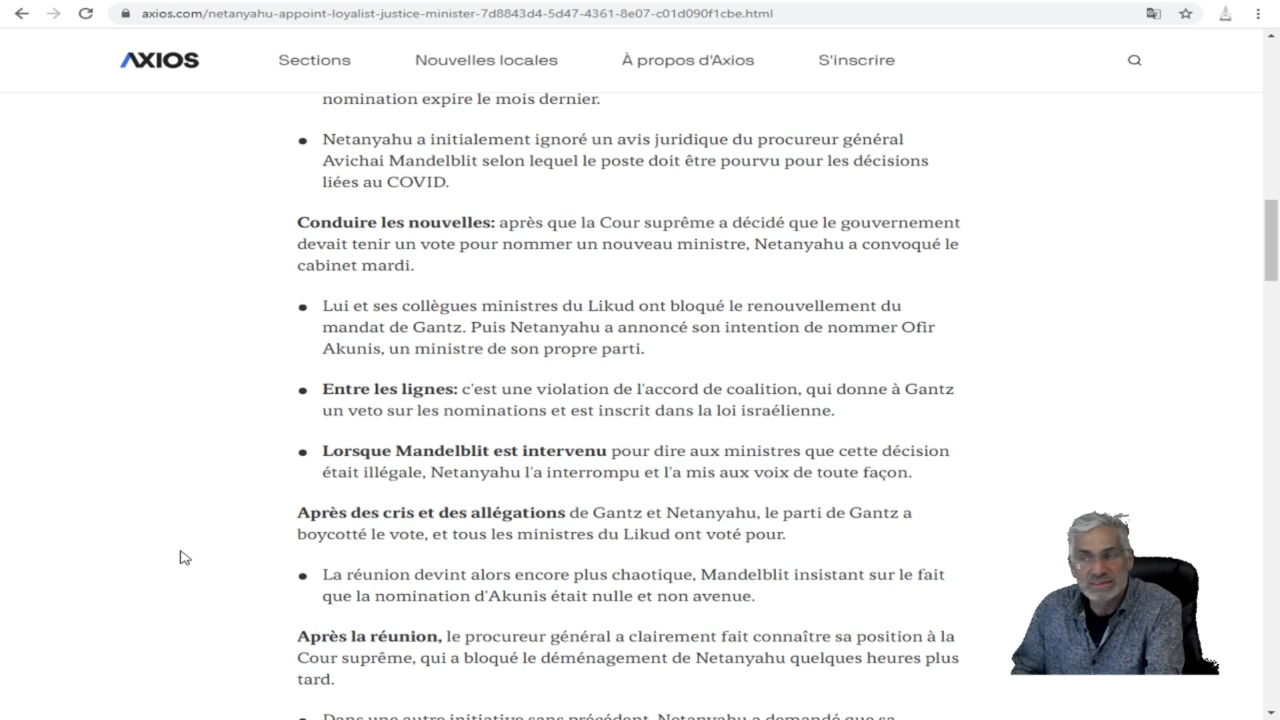 axios.com/netanyahu-appoint-loyalist-justice-minister-7d8843d4-5d47-4361-8e07-c01d090f1cbe.html
AXIOS Sections Nouvelles locales À propos d'Axios S'inscrire
nomination expire le mois dernier.
Netanyahu a initialement ignoré un avis juridique du procureur général
Avichai Mandelblit selon lequel le poste doit être pourvu pour les décisions
liées au COVID.
Conduire les nouvelles: après que la Cour suprême a décidé que le gouvernement
devait tenir un vote pour nommer un nouveau ministre, Netanyahu a convoqué le
cabinet mardi.
Lui et ses collègues ministres du Likud ont bloqué le renouvellement du
mandat de Gantz. Puis Netanyahu a annoncé son intention de nommer Ofir
Akunis, un ministre de son propre parti.
Entre les lignes: c'est une violation de l'accord de coalition, qui donne à Gantz
un veto sur les nominations et est inscrit dans la loi israélienne.
Lorsque Mandelblit est intervenu pour dire aux ministres que cette décision
était illégale, Netanyahu l'a interrompu et l'a mis aux voix de toute façon.
Après des cris et des allégations de Gantz et Netanyahu, le parti de Gantz a
boycotté le vote, et tous les ministres du Likud ont voté pour.
La réunion devint alors encore plus chaotique, Mandelblit insistant sur le fait
que la nomination d'Akunis était nulle et non avenue.
Après la réunion, le procureur général a clairement fait connaître sa position à la
Cour suprême, qui a bloqué le déménagement de Netanyahu quelques heures plus
tard.
Dans une autre initiative sans précédent, Netanyahu a demandé que sa